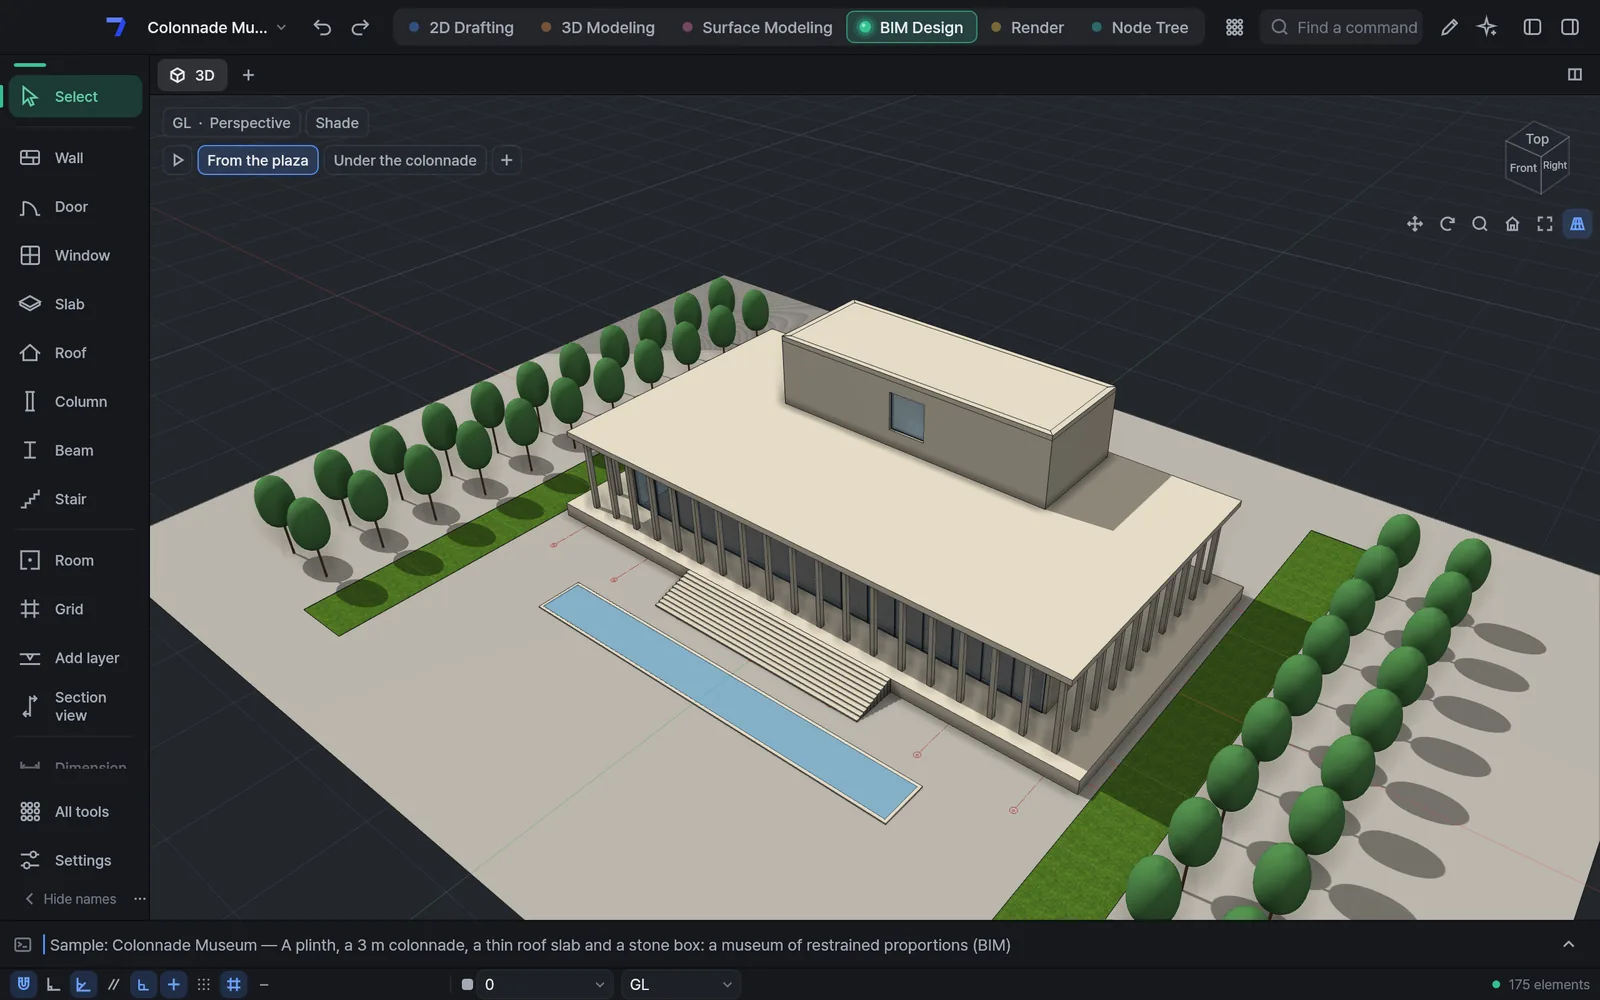 Colonnade Mu...
2D Drafting
3D Modeling
Surface Modeling
BIM Design
Render
Node Tree
Find a command
Select
3D
GL · Perspective
Shade
From the plaza
Under the colonnade
Top
Front
Right
Wall
Door
Window
Slab
Roof
Column
Beam
Stair
Room
Grid
Add layer
Section
view
Dimension
All tools
Settings
Hide names
Sample: Colonnade Museum — A plinth, a 3 m colonnade, a thin roof slab and a stone box: a museum of restrained proportions (BIM)
0
GL
175 elements